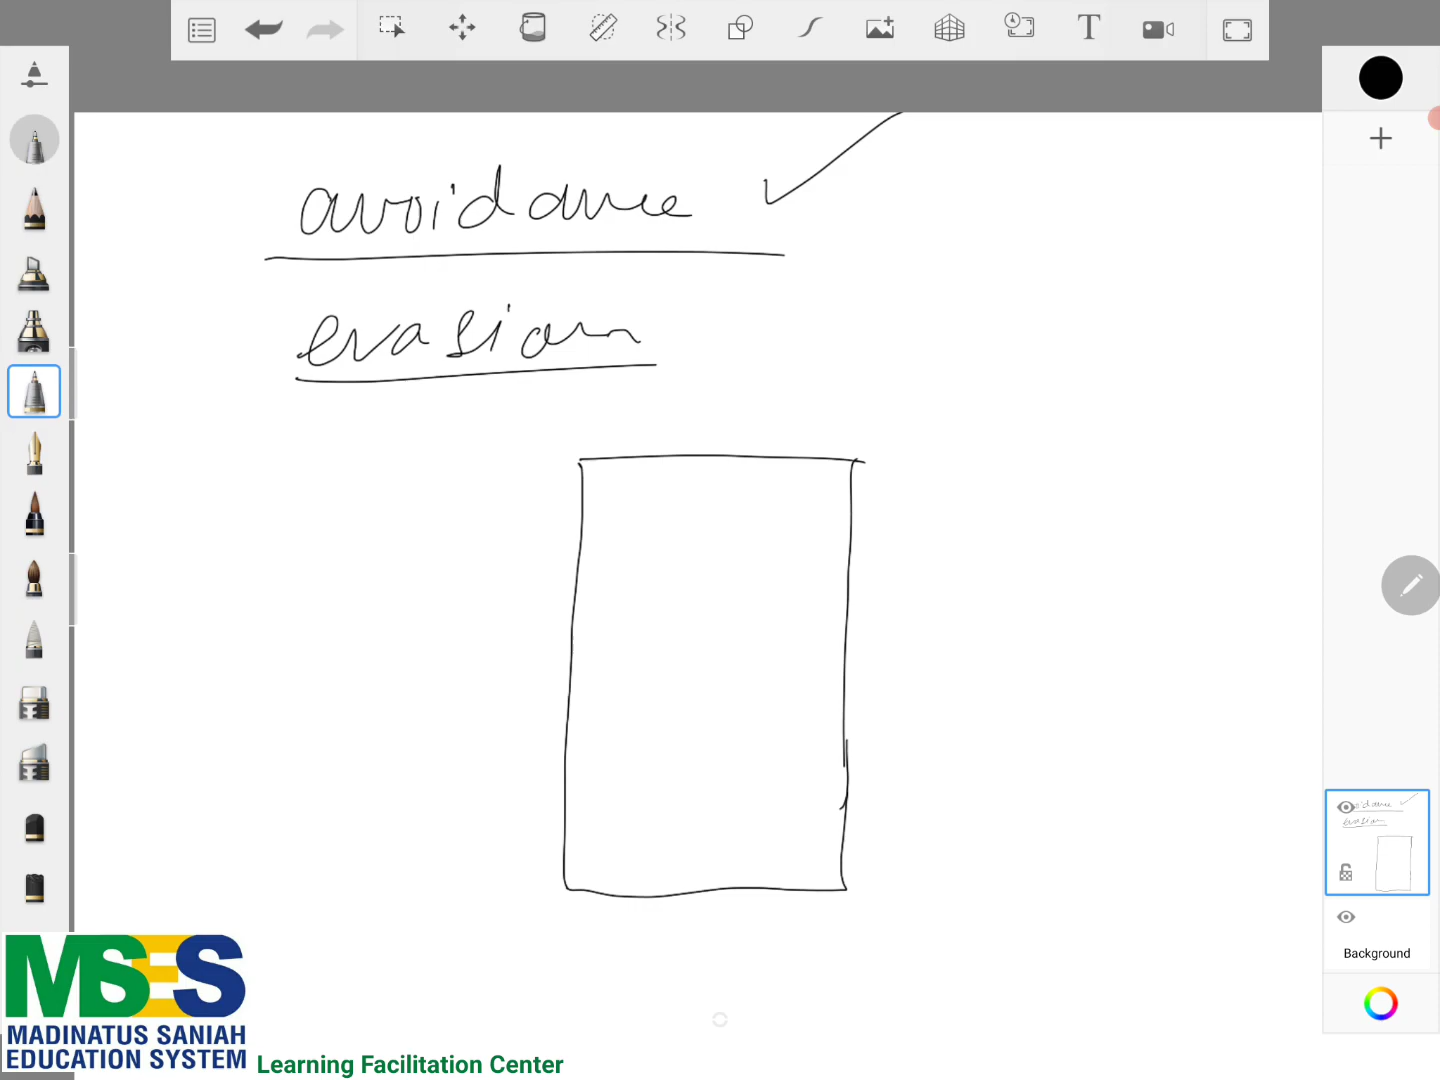 avoidance
evasion
Background
MSES
MADINATUS SANIAH
EDUCATION SYSTEM
Learning Facilitation Center